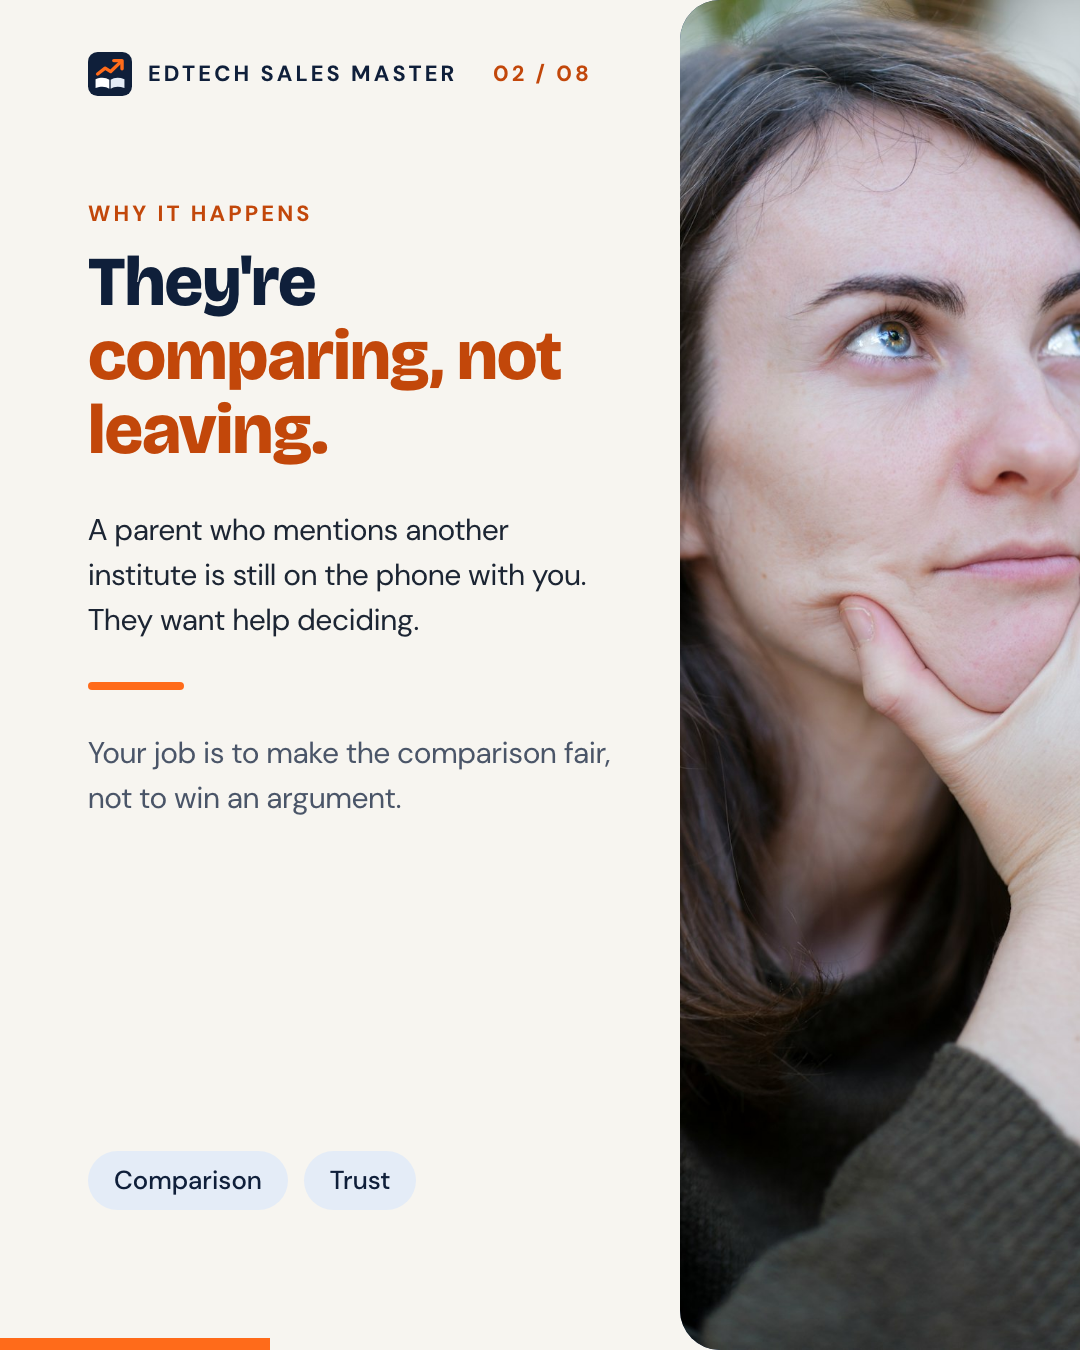 EDTECH SALES MASTER 02 / 08
WHY IT HAPPENS
They're
comparing, not
leaving.
A parent who mentions another
institute is still on the phone with you.
They want help deciding.
Your job is to make the comparison fair,
not to win an argument.
Comparison Trust